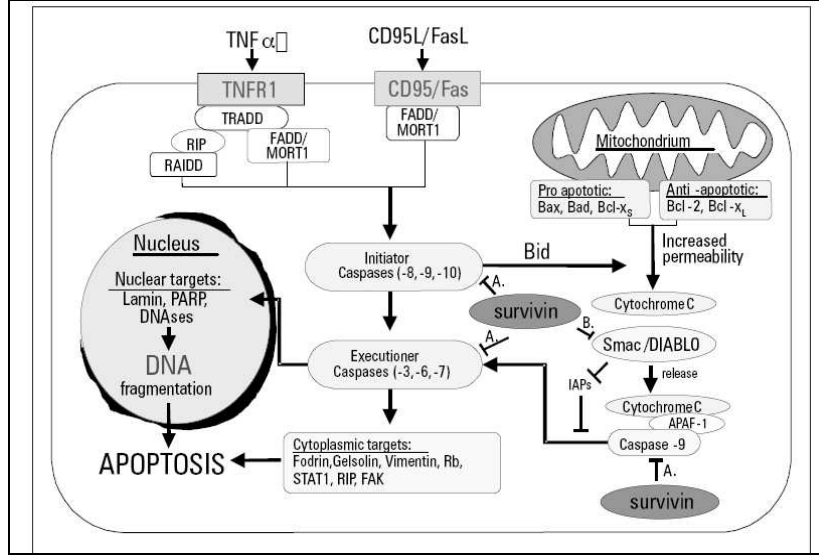 TNF α□
CD95L/FasL
TNFR1
CD95/Fas
TRADD
FADD/
MORT1
RIP
FADD/
MORT1
RAIDD
Mitochondrium
Pro apototic:
Bax, Bad, Bcl-xS
Anti -apoptotic:
Bcl -2, Bcl -xL
Increased
permeability
Nucleus
Nuclear targets:
Lamin, PARP,
DNAses
DNA
fragmentation
APOPTOSIS
Initiator
Caspases (-8, -9, -10)
Bid
A.
survivin
A.
B.
Executioner
Caspases (-3, -6, -7)
Cytoplasmic targets:
Fodrin,Gelsolin, Vimentin, Rb,
STAT1, RIP, FAK
Cytochrome C
Smac /DIABLO
release
IAPs
Cytochrome C
APAF -1
Caspase -9
A.
survivin